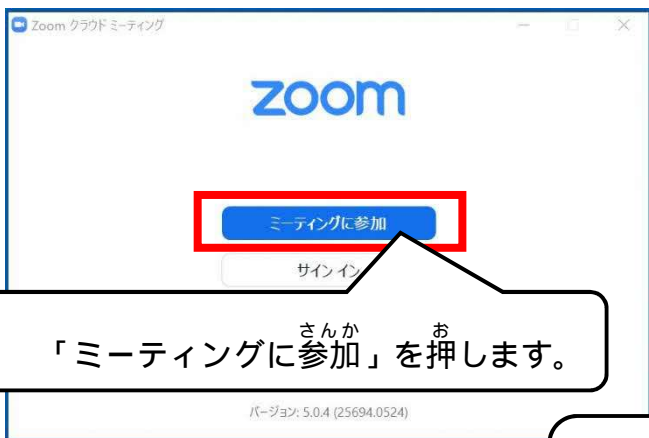 Zoom クラウド ミーティング
zoom
ミーティングに参加
サイン イン
さんか お
「ミーティングに参加」を押します。
バージョン: 5.0.4 (25694.0524)